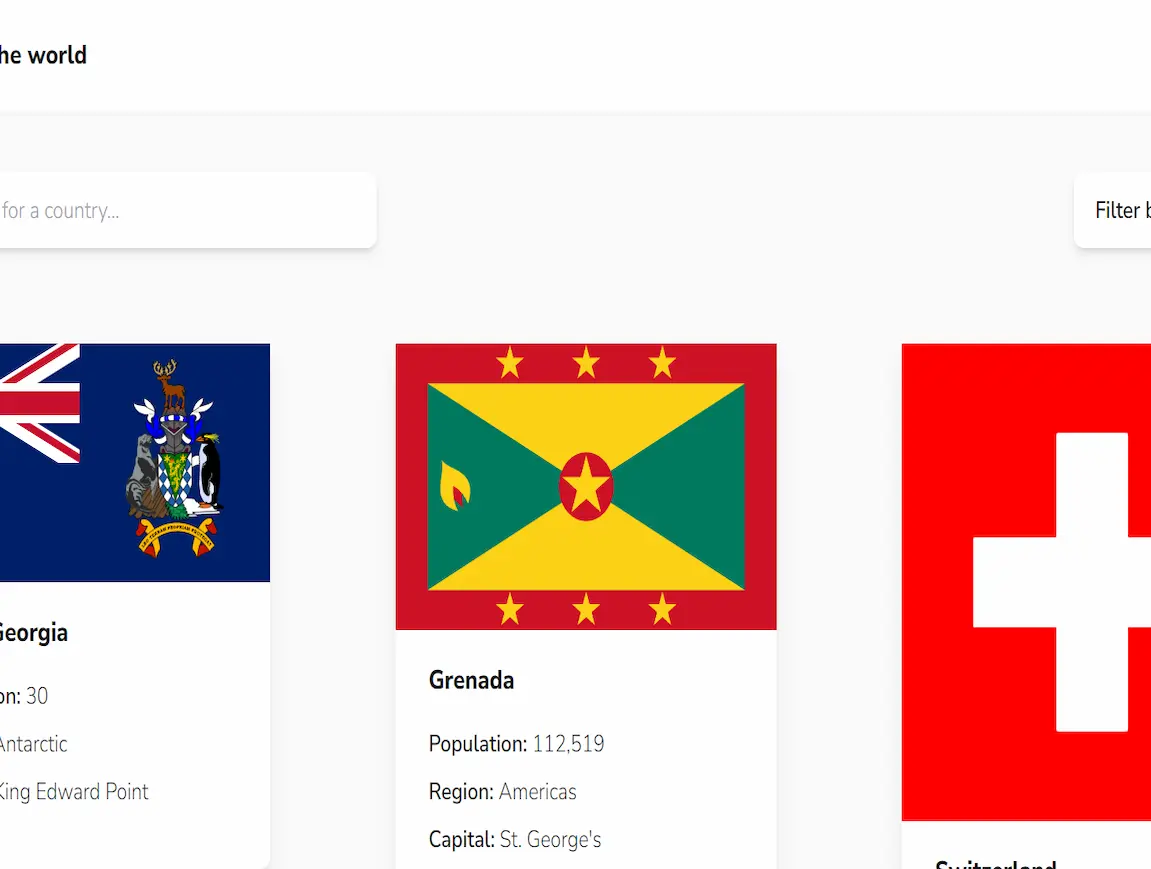 he world
for a country...
Filter b
Georgia
on: 30
Antarctic
King Edward Point
Grenada
Population: 112,519
Region: Americas
Capital: St. George's
Switzerland